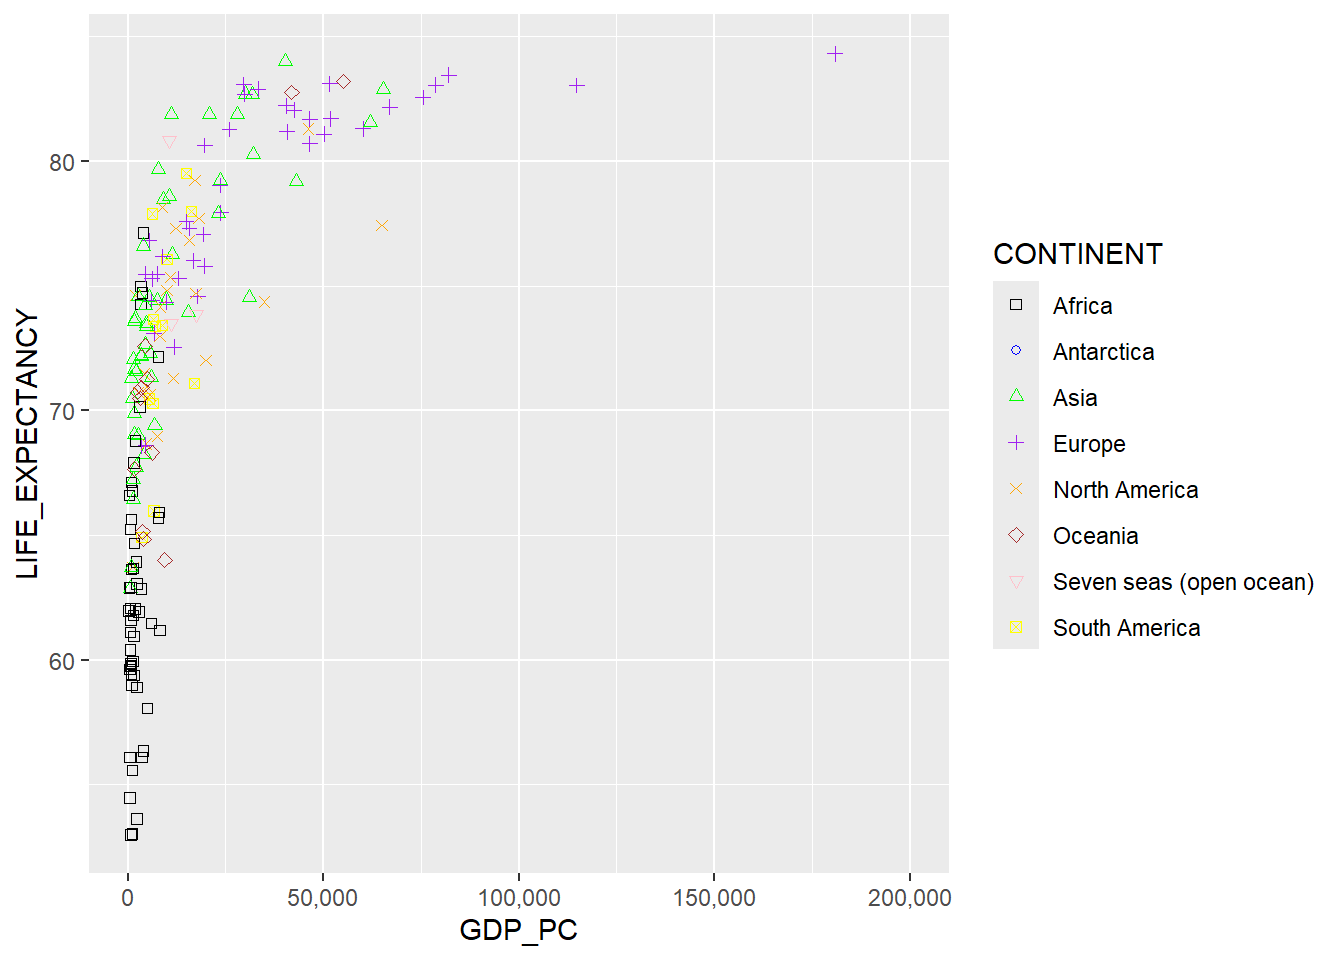 80
70
60
LIFE_EXPECTANCY
0
50,000
100,000
150,000
200,000
GDP_PC
CONTINENT
Africa
Antarctica
Asia
Europe
North America
Oceania
Seven seas (open ocean)
South America